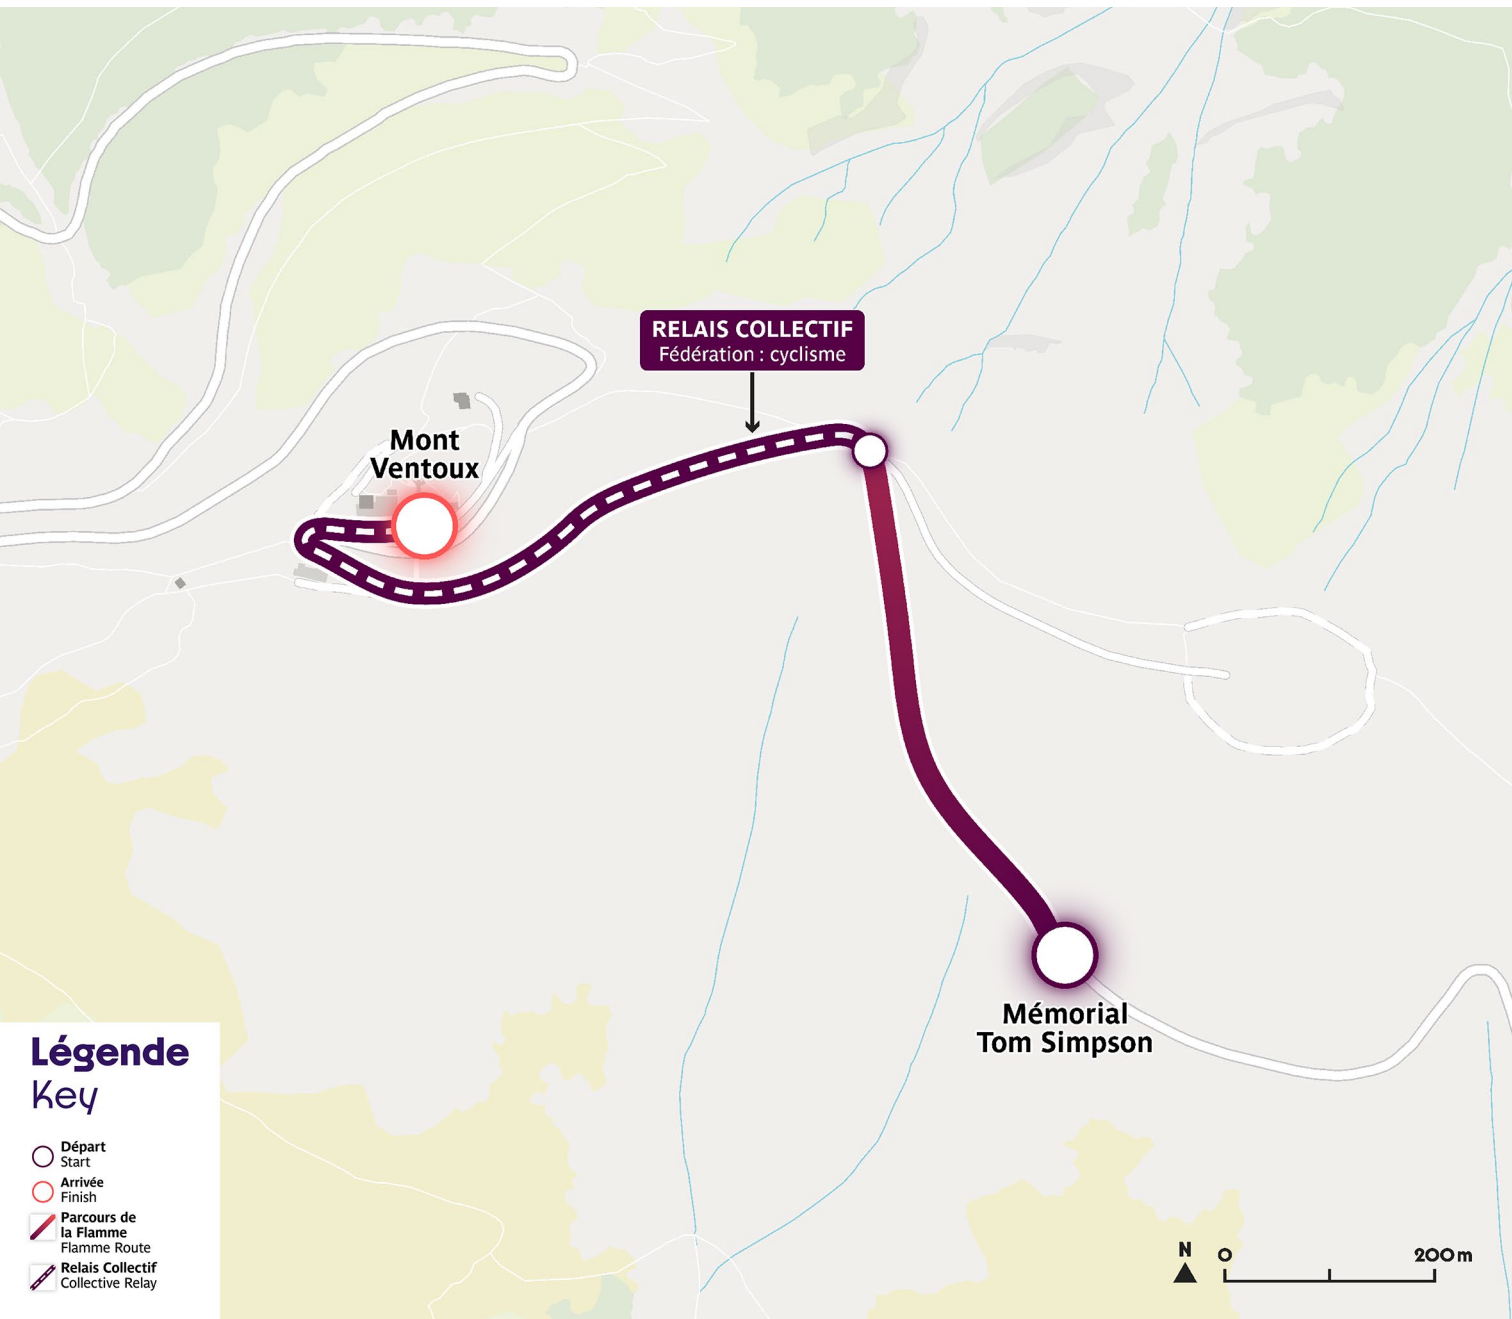 RELAIS COLLECTIF
Fédération : cyclisme
Mont
Ventoux
Mémorial
Tom Simpson
Légende
Key
Départ
Start
Arrivée
Finish
Parcours de
la Flamme
Flamme Route
Relais Collectif
Collective Relay
N
0
200m